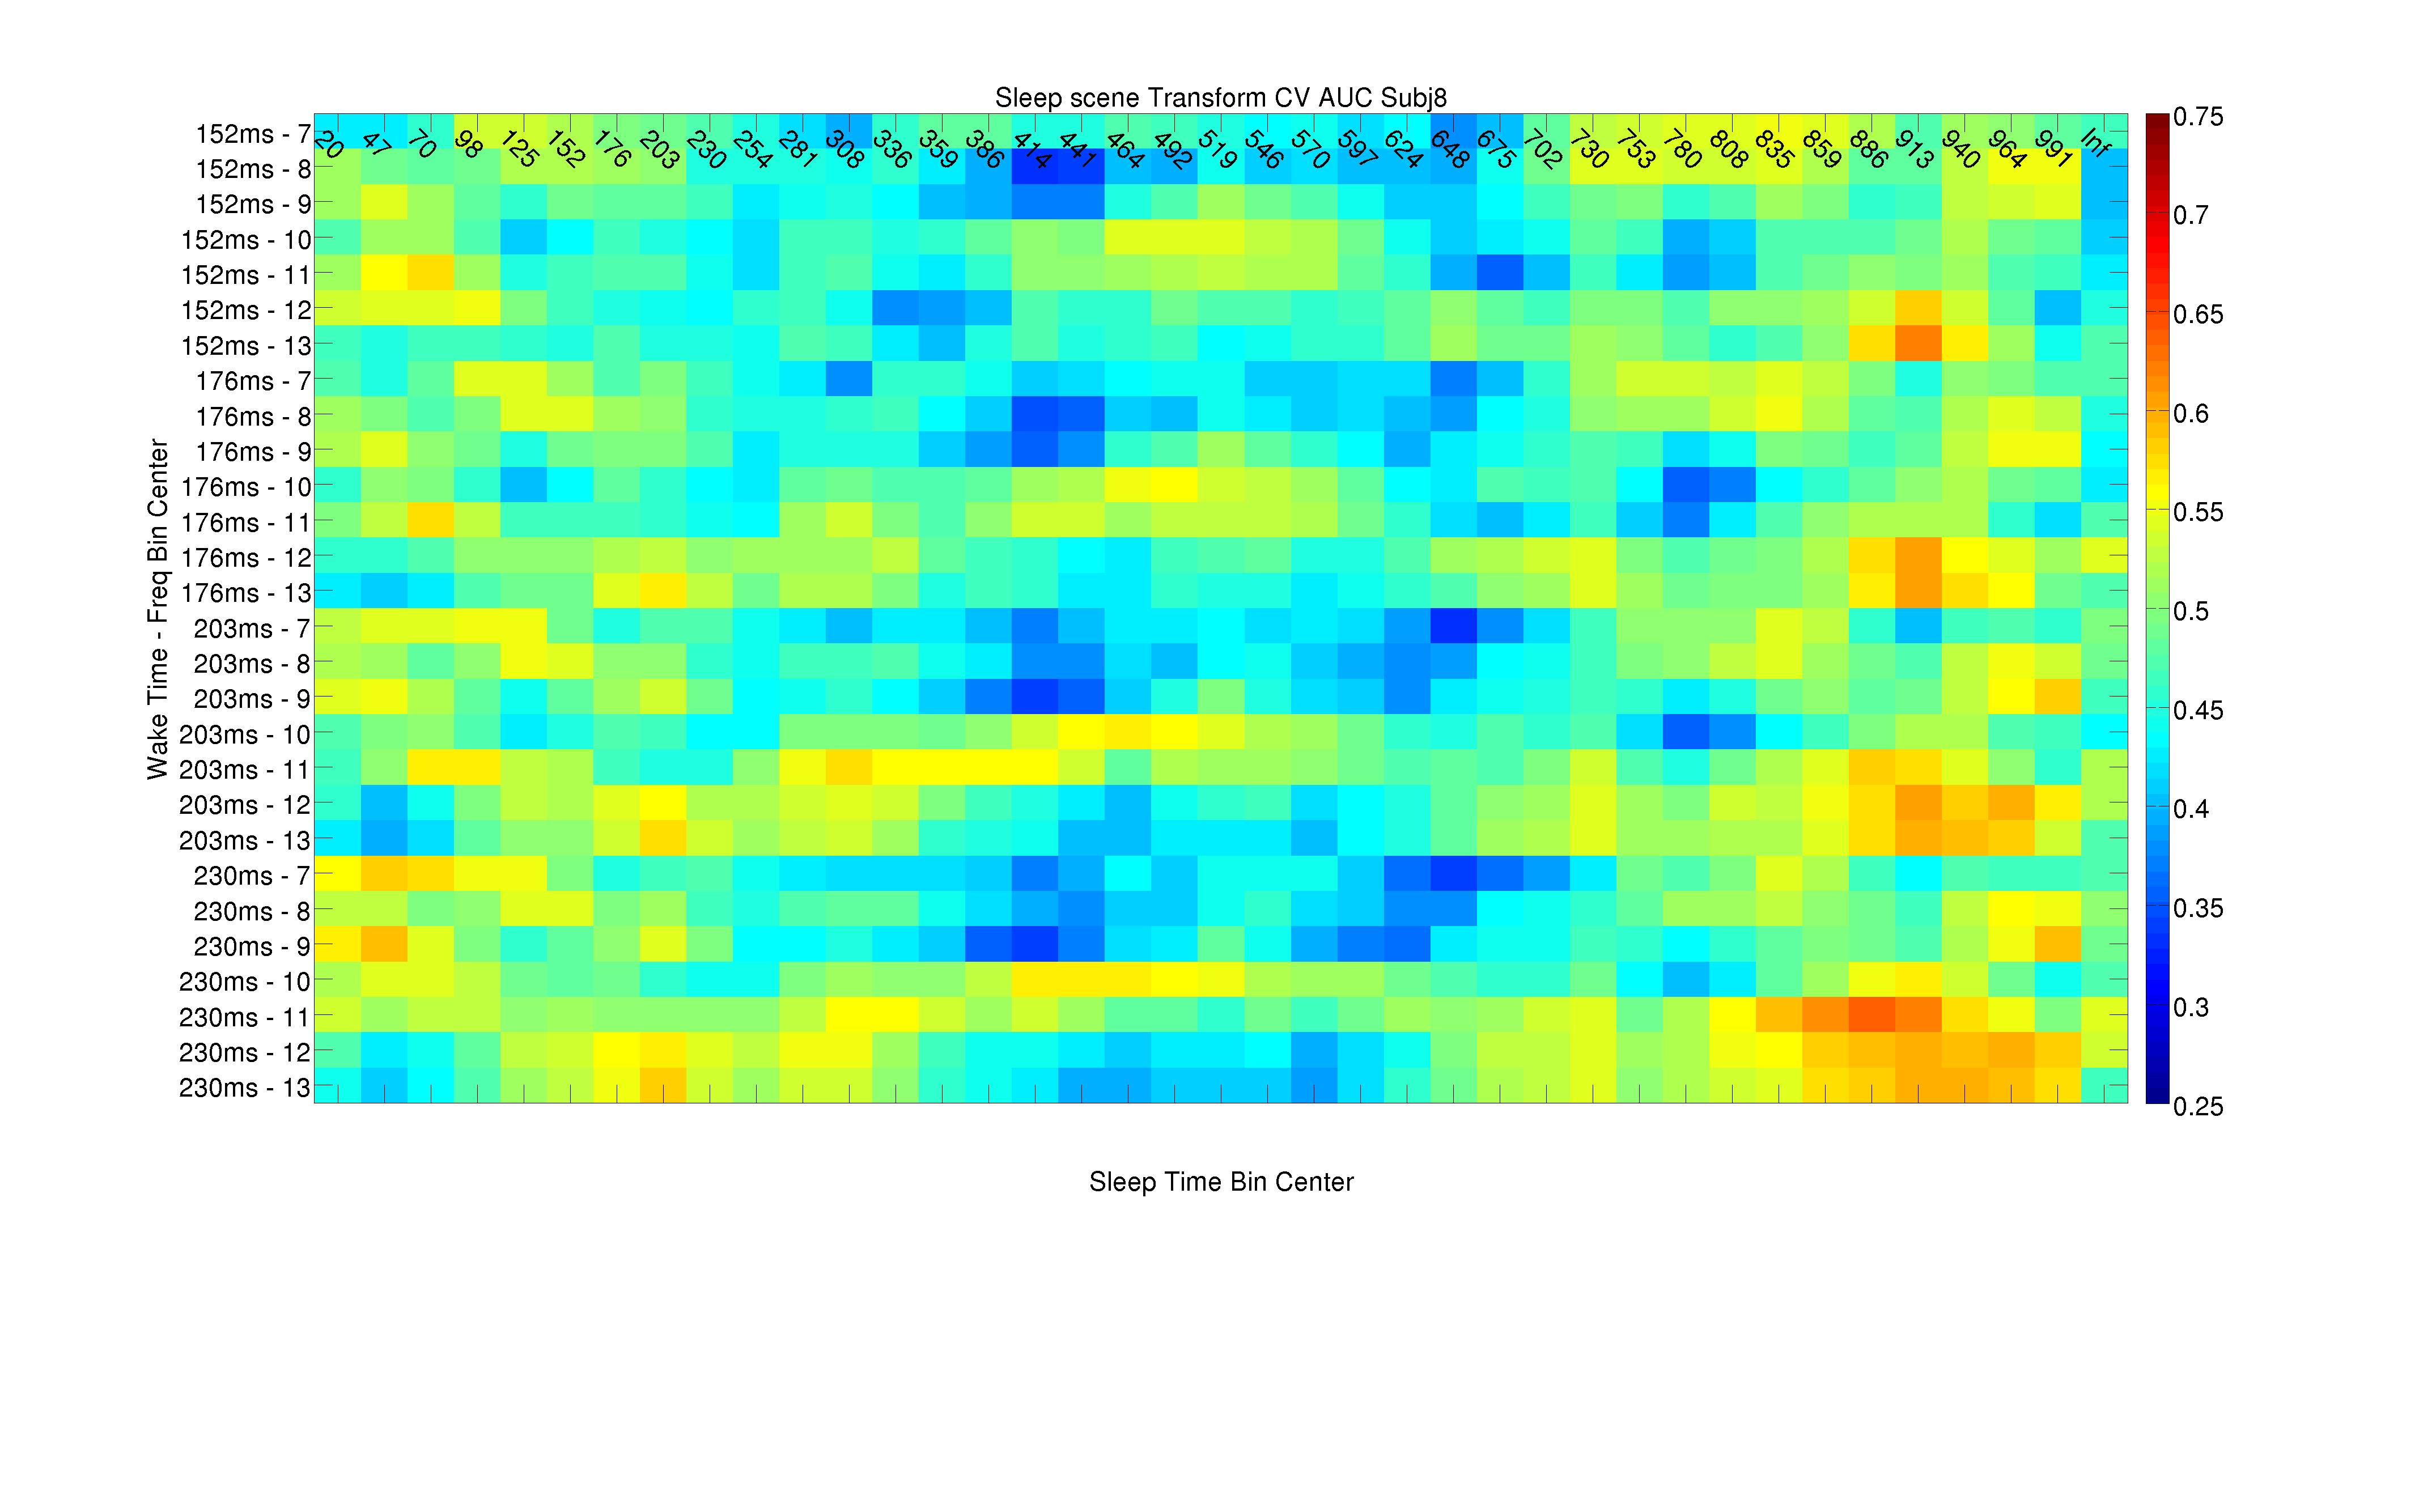 Sleep scene Transform CV AUC Subj8
20 47 70 98 125 152 176 203 230 254 281 308 336 359 386 414 441 464 492 519 546 570 597 624 648 675 702 730 753 780 808 835 859 886 913 940 964 991 Inf
Wake Time - Freq Bin Center
152ms - 7
152ms - 8
152ms - 9
152ms - 10
152ms - 11
152ms - 12
152ms - 13
176ms - 7
176ms - 8
176ms - 9
176ms - 10
176ms - 11
176ms - 12
176ms - 13
203ms - 7
203ms - 8
203ms - 9
203ms - 10
203ms - 11
203ms - 12
203ms - 13
230ms - 7
230ms - 8
230ms - 9
230ms - 10
230ms - 11
230ms - 12
230ms - 13
0.75
0.7
0.65
0.6
0.55
0.5
0.45
0.4
0.35
0.3
0.25
Sleep Time Bin Center